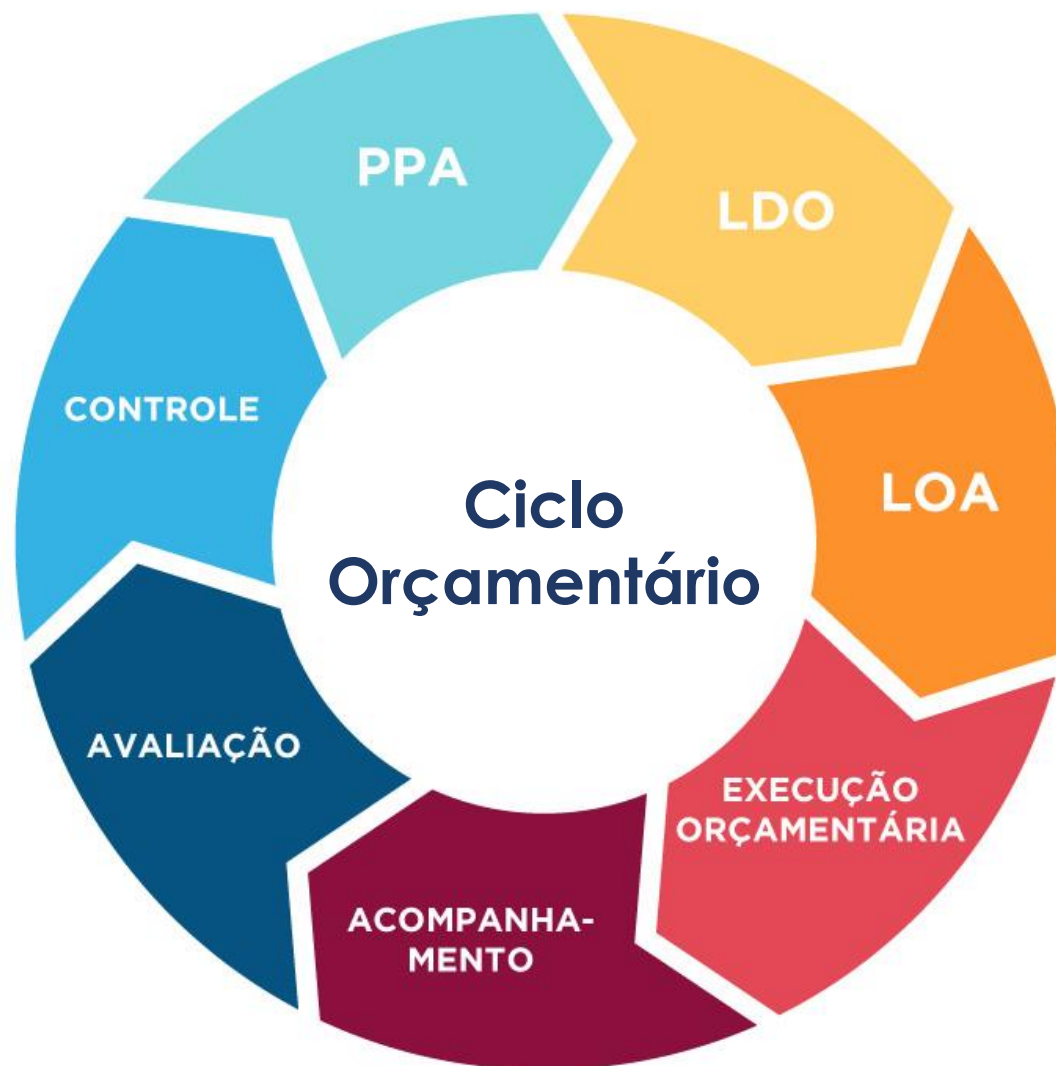 PPA
LDO
LOA
EXECUÇÃO
ORÇAMENTÁRIA
ACOMPANHA-
MENTO
AVALIAÇÃO
CONTROLE
Ciclo
Orçamentário